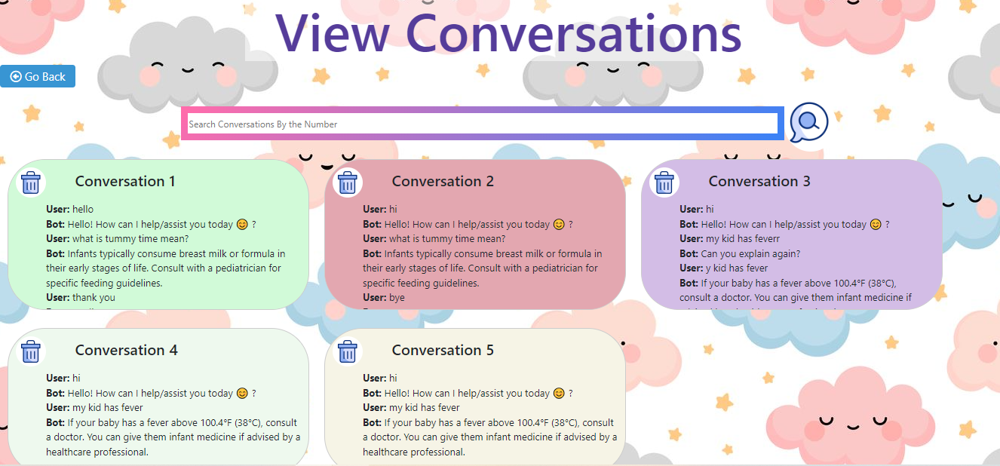 View Conversations
Go Back
Search Conversations By the Number
Conversation 1
User: hello
Bot: Hello! How can I help/assist you today 😊 ?
User: what is tummy time mean?
Bot: Infants typically consume breast milk or formula in
their early stages of life. Consult with a pediatrician for
specific feeding guidelines.
User: thank you
Conversation 2
User: hi
Bot: Hello! How can I help/assist you today 😊 ?
User: what is tummy time mean?
Bot: Infants typically consume breast milk or formula in
their early stages of life. Consult with a pediatrician for
specific feeding guidelines.
User: bye
Conversation 3
User: hi
Bot: Hello! How can I help/assist you today 😊 ?
User: my kid has feverr
Bot: Can you explain again?
User: y kid has fever
Bot: If your baby has a fever above 100.4°F (38°C),
consult a doctor. You can give them infant medicine if
Conversation 4
User: hi
Bot: Hello! How can I help/assist you today 😊 ?
User: my kid has fever
Bot: If your baby has a fever above 100.4°F (38°C), consult
a doctor. You can give them infant medicine if advised by a
healthcare professional.
Conversation 5
User: hi
Bot: Hello! How can I help/assist you today 😊 ?
User: my kid has fever
Bot: If your baby has a fever above 100.4°F (38°C), consult
a doctor. You can give them infant medicine if advised by a
healthcare professional.